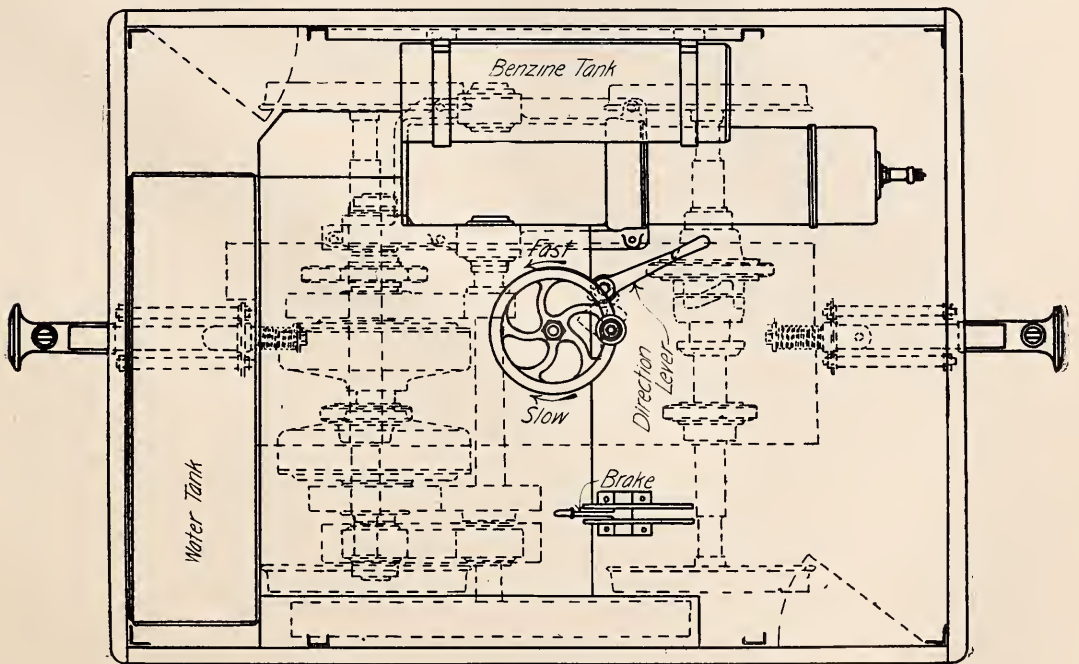 Benzine Tank
Fast
Slow
Direction
Lever
Brake
Water Tank